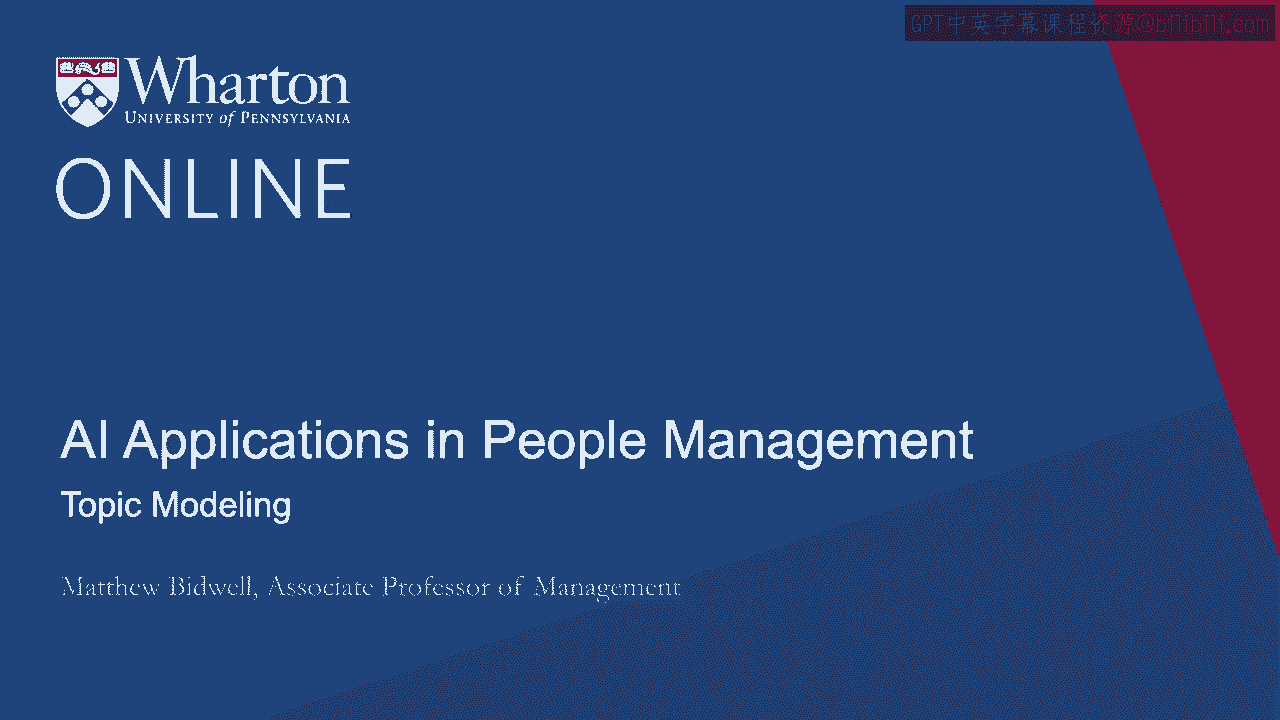 GPT中英字幕课程资源@bilibili.com
Wharton
UNIVERSITY of PENNSYLVANIA
ONLINE
AI Applications in People Management
Topic Modeling
Matthew Bidwell, Associate Professor of Management